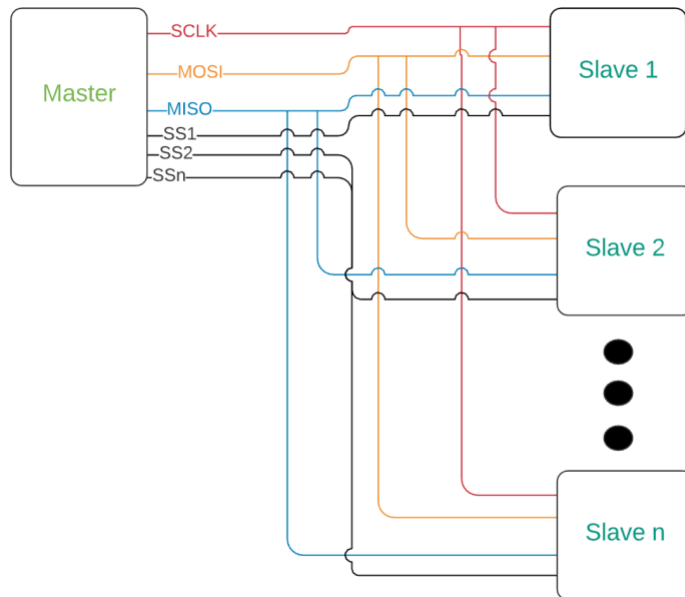 Master
SCLK
MOSI
MISO
SS1
SS2
SSn
Slave 1
Slave 2
Slave n